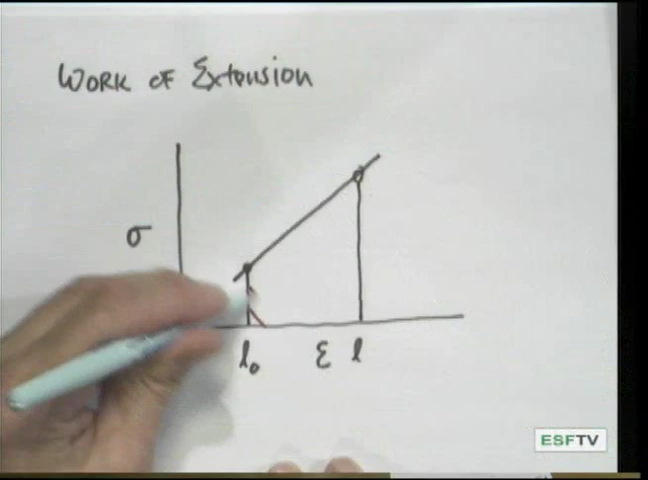 WORK OF Extension
σ
l₀ ε l
ESFTV